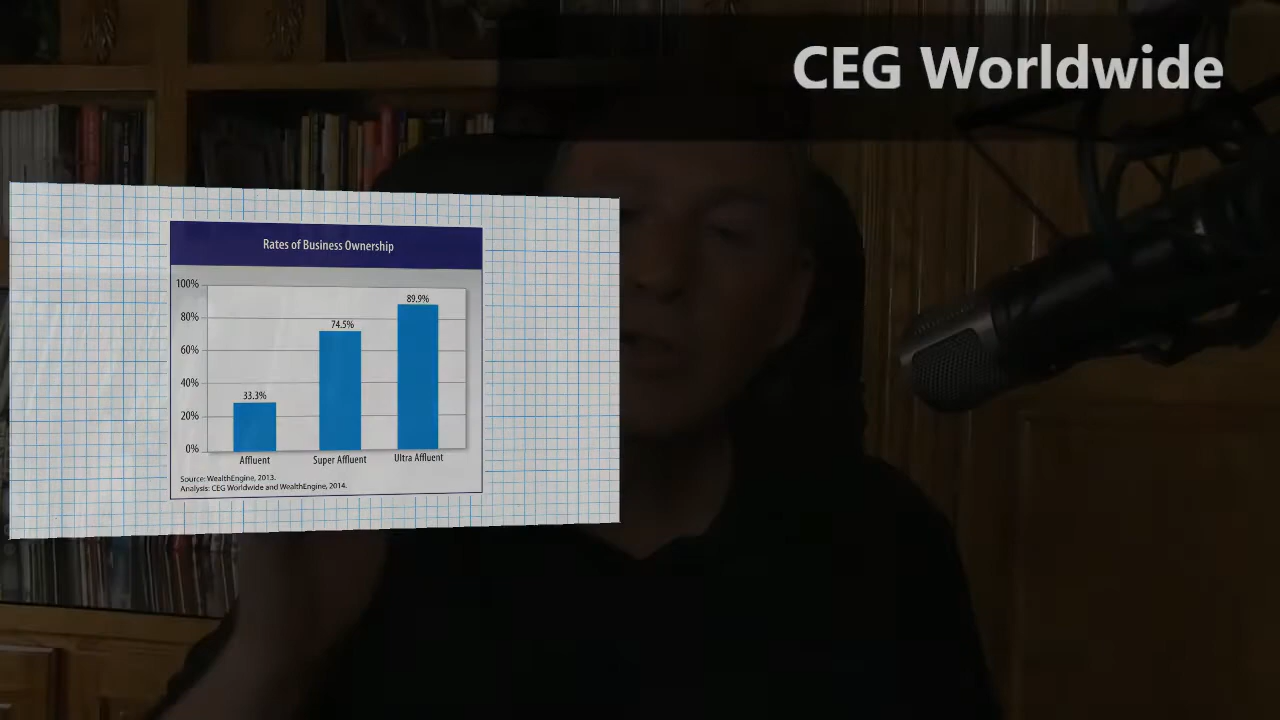 CEG Worldwide
Rates of Business Ownership
100%
80%
60%
40%
20%
0%
33.3%
74.5%
89.9%
Affluent
Super Affluent
Ultra Affluent
Source: WealthEngine, 2013.
Analysis: CEG Worldwide and WealthEngine, 2014.